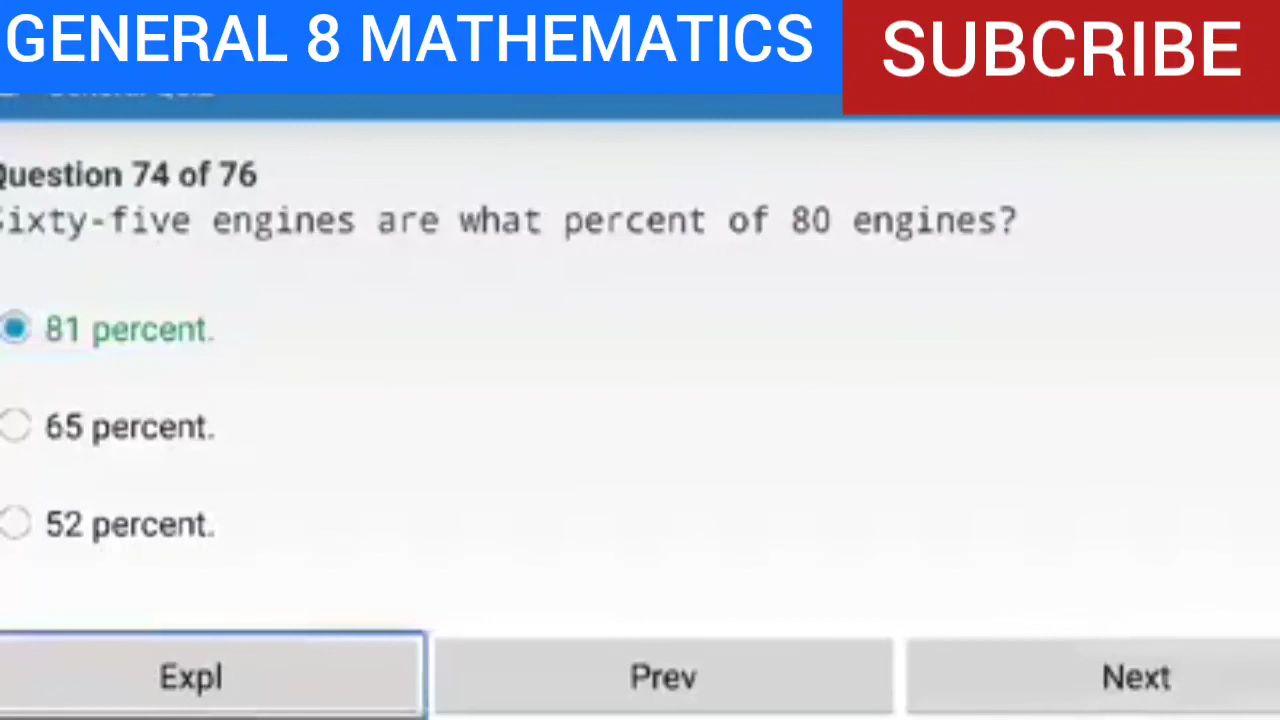 GENERAL 8 MATHEMATICS
SUBCRIBE
Question 74 of 76
Sixty-five engines are what percent of 80 engines?
81 percent.
65 percent.
52 percent.
Expl
Prev
Next